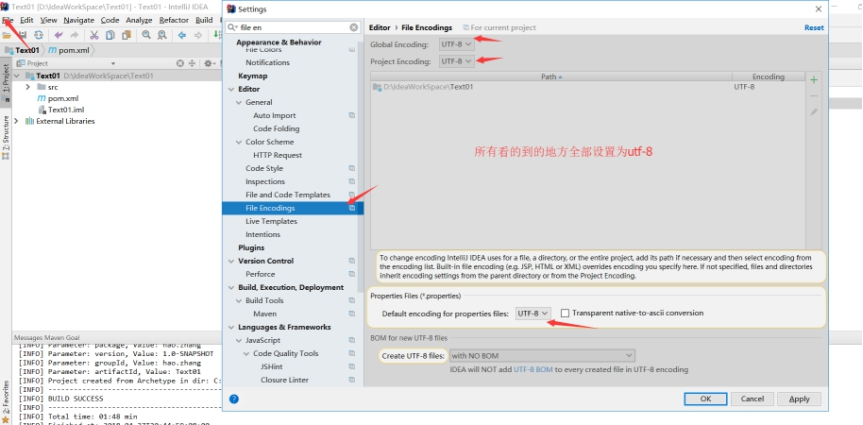 Text01 [D:\IdeaWorkSpace\Text01] - IntelliJ IDEA
File Edit View Navigate Code Analyze Refactor Build
Text01 pom.xml
Project
Text01 D:\IdeaWorkSpace\Text01
src
pom.xml
Text01.iml
External Libraries
1: Project
7: Structure
2: Favorites
Messages Maven Goal
[INFO] Parameter: package, Value: hao.zhang
[INFO] Parameter: version, Value: 1.0-SNAPSHOT
[INFO] Parameter: groupId, Value: hao.zhang
[INFO] Parameter: artifactId, Value: Text01
[INFO] Project created from Archetype in dir: C:
[INFO] ------------------------------------
[INFO] BUILD SUCCESS
[INFO] ------------------------------------
[INFO] Total time: 01:48 min
Settings
file en
Appearance & Behavior
File Colors
Notifications
Keymap
Editor
General
Auto Import
Code Folding
Color Scheme
HTTP Request
Code Style
Inspections
File and Code Templates
File Encodings
Live Templates
Intentions
Plugins
Version Control
Perforce
Build, Execution, Deployment
Build Tools
Maven
Languages & Frameworks
JavaScript
Code Quality Tools
JSHint
Closure Linter
Editor › File Encodings For current project Reset
Global Encoding: UTF-8
Project Encoding: UTF-8
Path Encoding
D:\IdeaWorkSpace\Text01 UTF-8
所有看的到的地方全部设置为utf-8
To change encoding IntelliJ IDEA uses for a file, a directory, or the entire project, add its path if necessary and then select encoding from
the encoding list. Built-in file encoding (e.g. JSP, HTML or XML) overrides encoding you specify here. If not specified, files and directories
inherit encoding settings from the parent directory or from the Project Encoding.
Properties Files (*.properties)
Default encoding for properties files: UTF-8 Transparent native-to-ascii conversion
BOM for new UTF-8 files
Create UTF-8 files: with NO BOM
IDEA will NOT add UTF-8 BOM to every created file in UTF-8 encoding
OK Cancel Apply